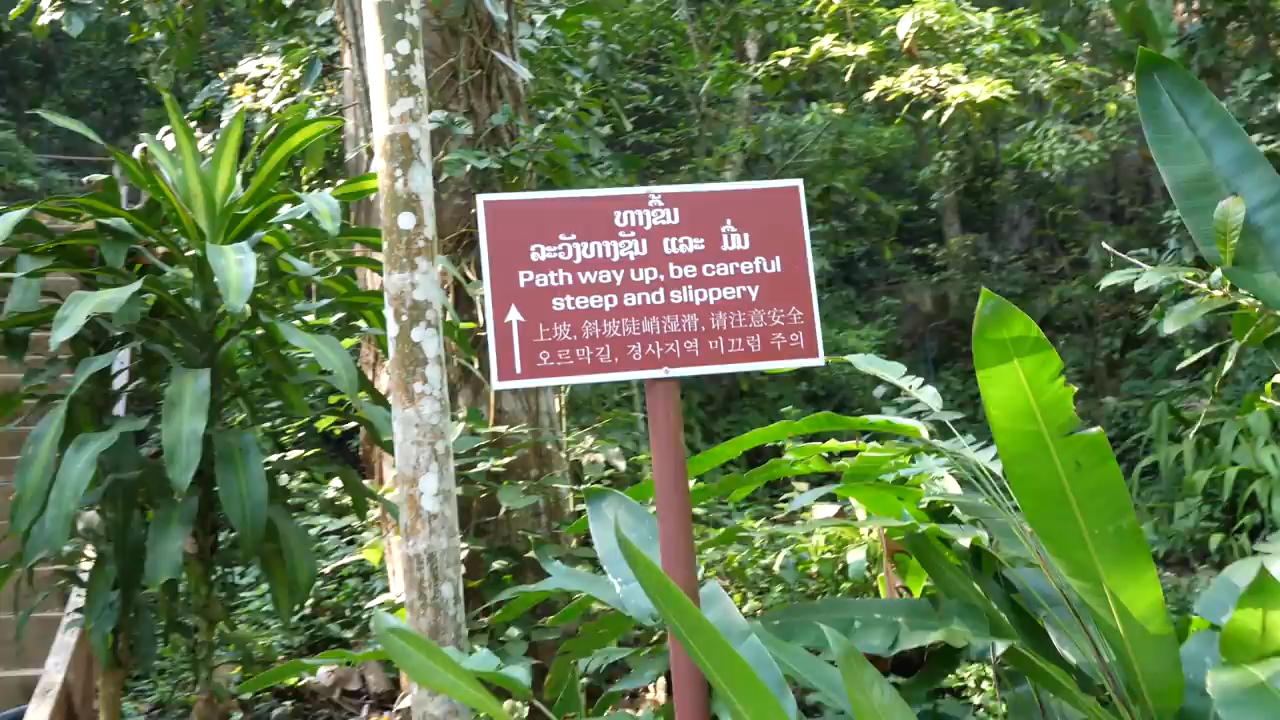 ທາງຂຶ້ນ
ລະວັງທາງຊັນ ແລະ ມື່ນ
Path way up, be careful
steep and slippery
上坡, 斜坡陡峭湿滑, 请注意安全
오르막길, 경사지역 미끄럼 주의